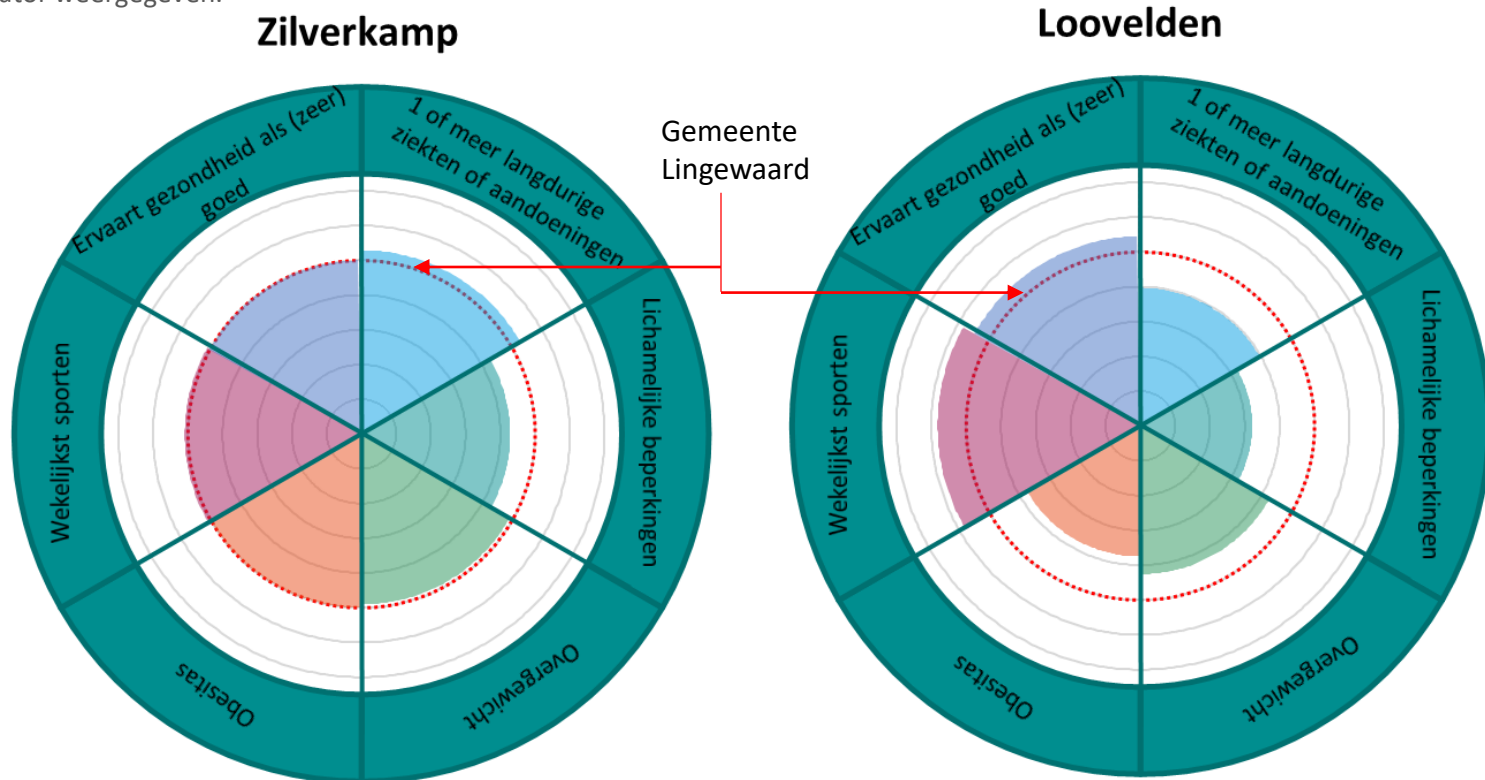 weergegeven.
Zilverkamp
Loovelden
Gemeente
Lingewaard
Ervaart gezondheid als (zeer)
goed
1 of meer langdurige
ziekten of aandoeningen
Lichamelijke beperkingen
Overgewicht
Obesitas
Wekelijkst sporten
Ervaart gezondheid als (zeer)
goed
1 of meer langdurige
ziekten of aandoeningen
Lichamelijke beperkingen
Overgewicht
Obesitas
Wekelijkst sporten